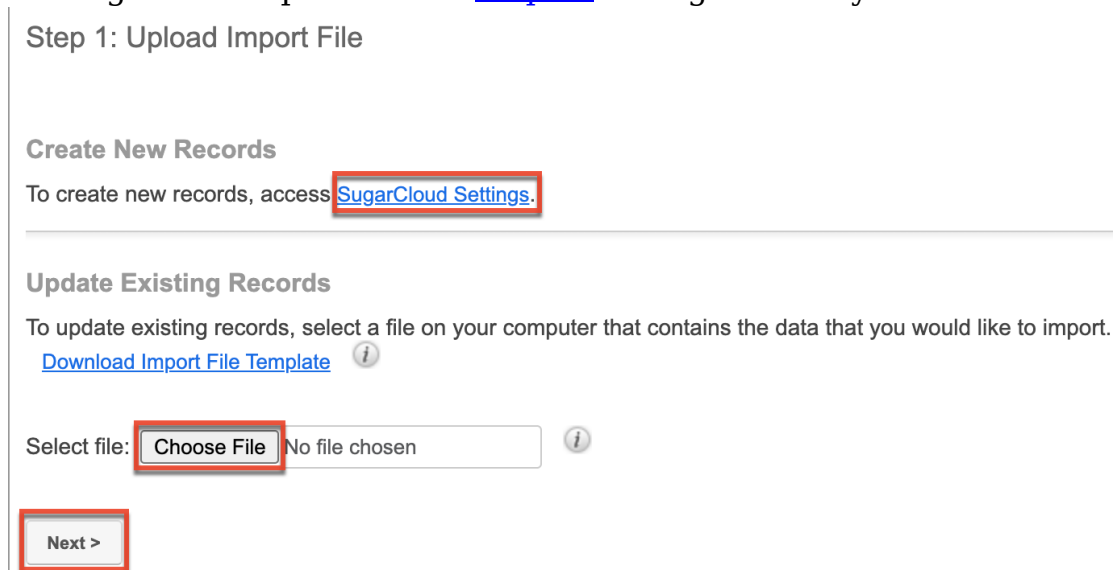 Step 1: Upload Import File
Create New Records
To create new records, access SugarCloud Settings.
Update Existing Records
To update existing records, select a file on your computer that contains the data that you would like to import.
Download Import File Template i
Select file: Choose File No file chosen i
Next >